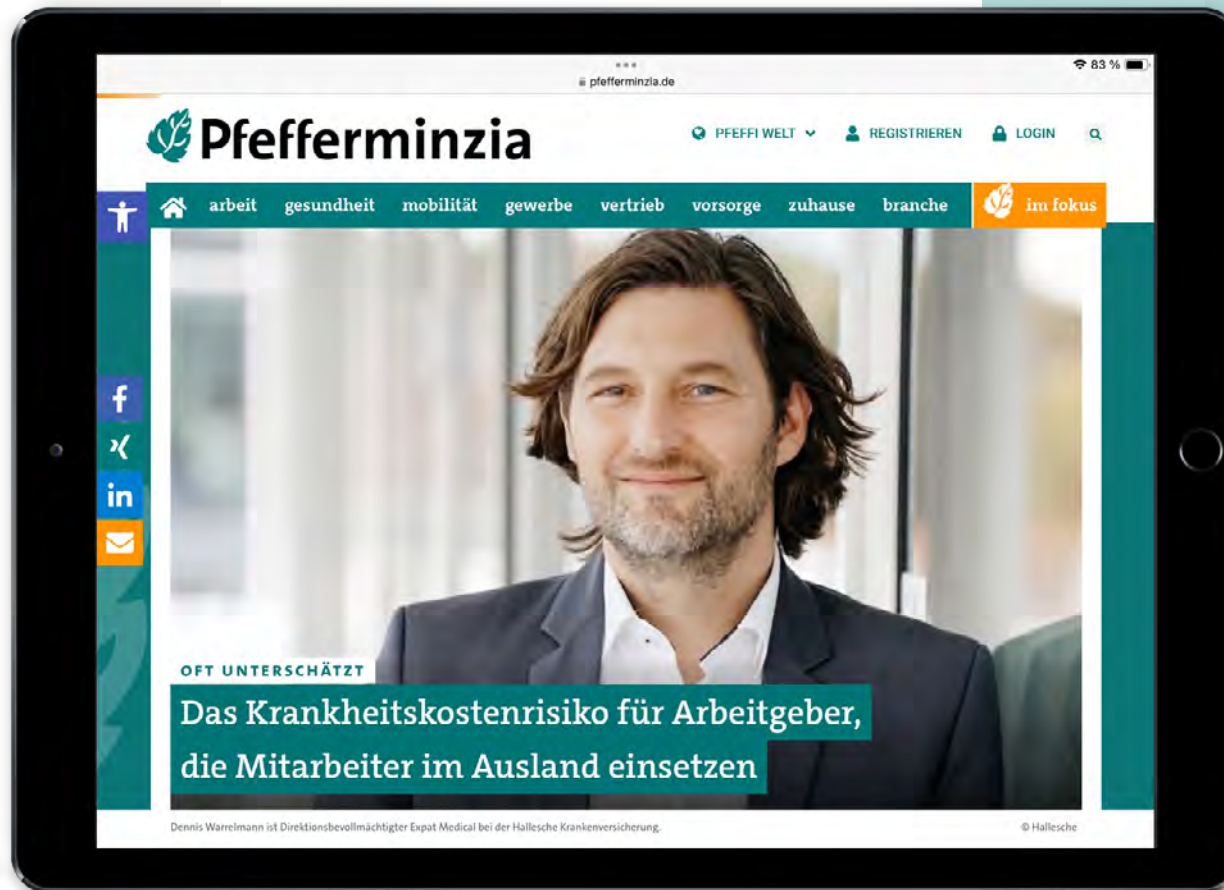 83 %
pfefferminzia.de
Pfefferminzia
PFEFFI WELT
REGISTRIEREN
LOGIN
arbeit gesundheit mobilität gewerbe vertrieb vorsorge zuhause branche im fokus
f
in
OFT UNTERSCHÄTZT
Das Krankheitskostenrisiko für Arbeitgeber,
die Mitarbeiter im Ausland einsetzen
Dennis Warrelmann ist Direktionsbevollmächtigter Expat Medical bei der Hallesche Krankenversicherung.
© Hallesche